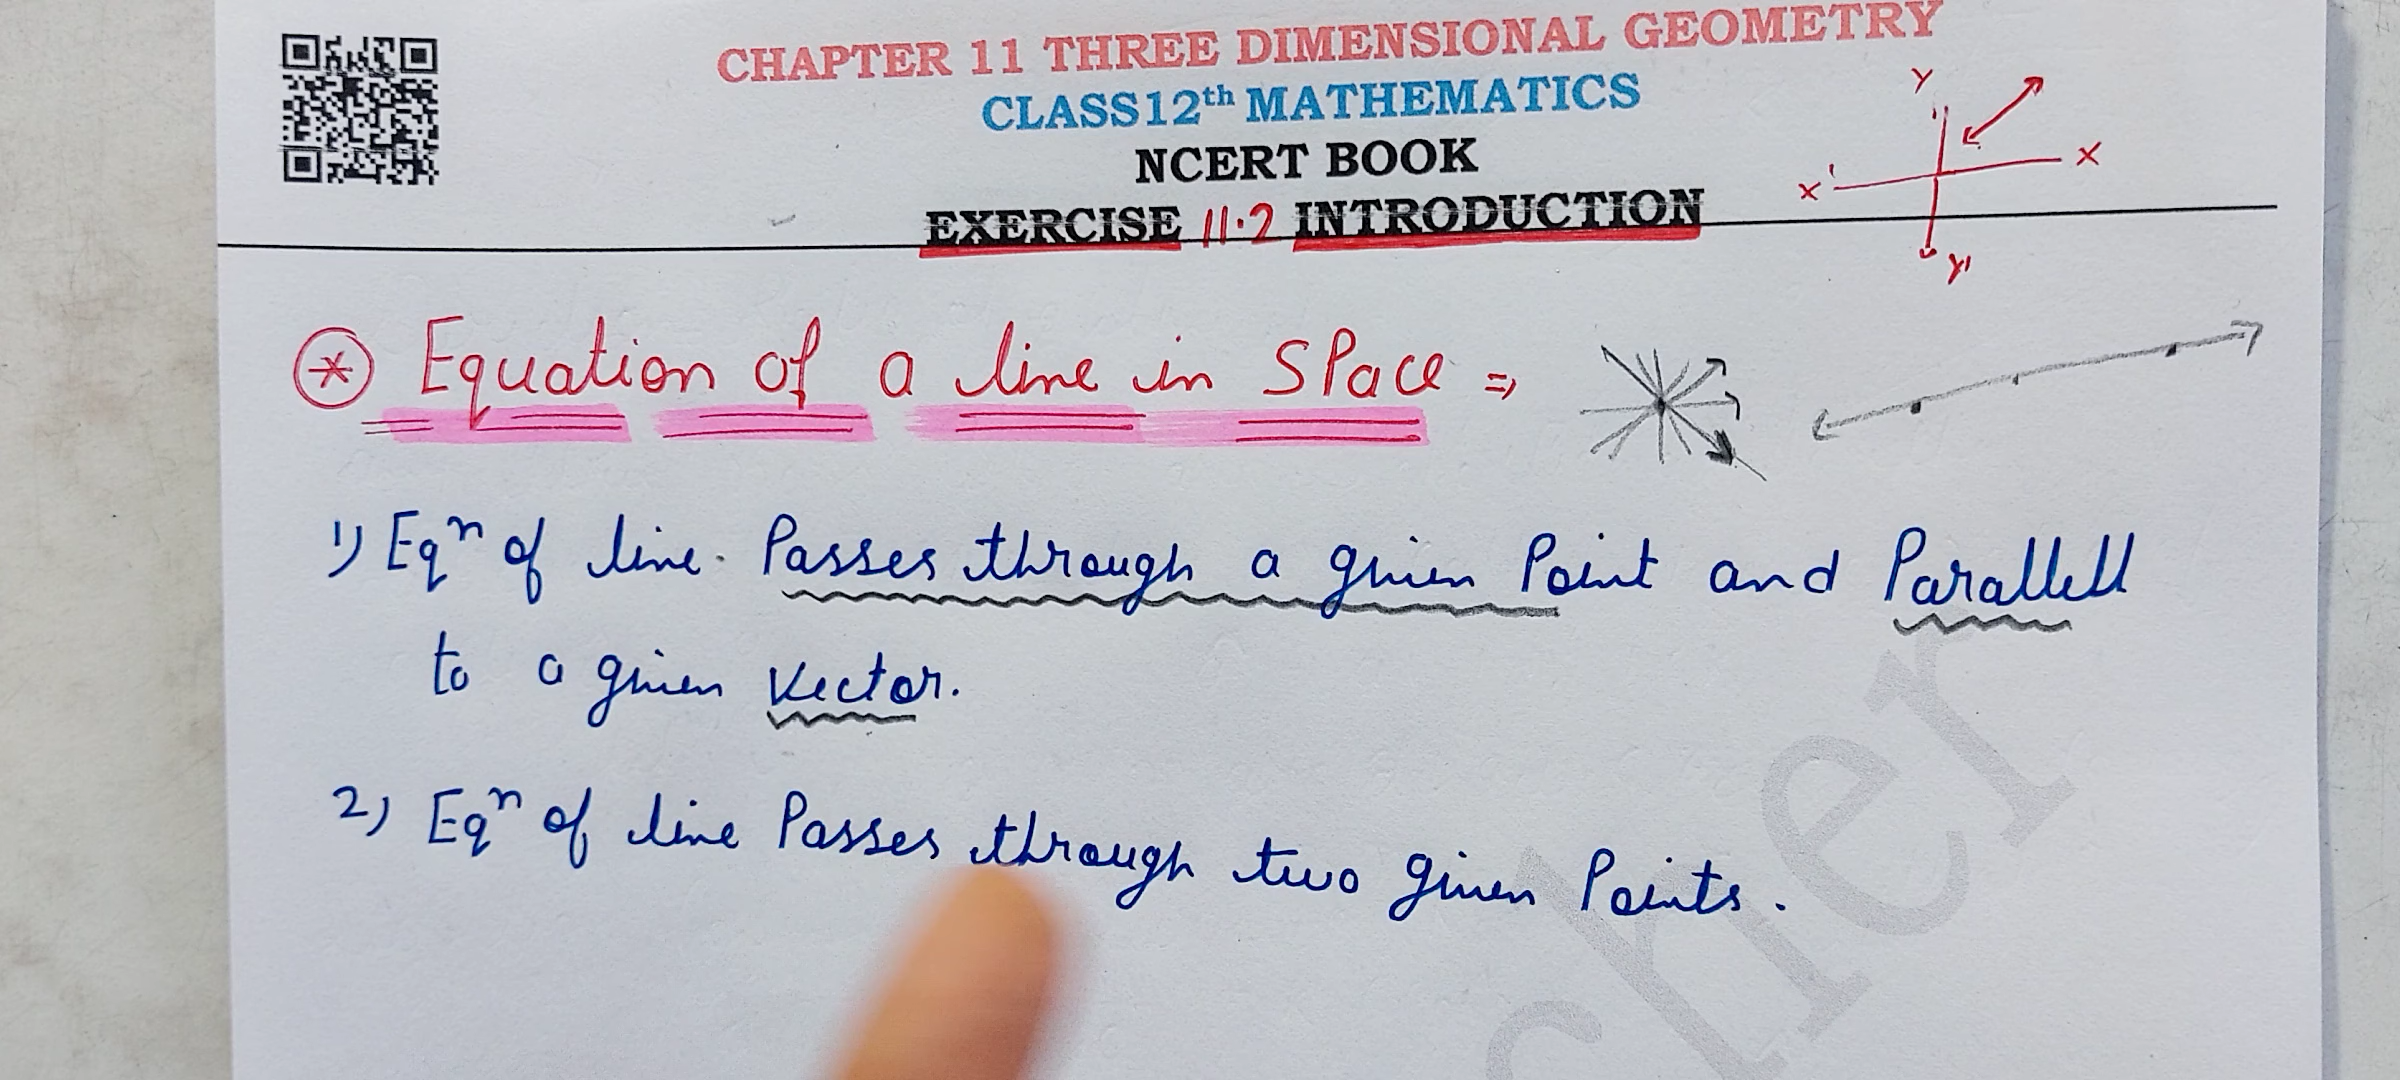 CHAPTER 11 THREE DIMENSIONAL GEOMETRY
CLASS12th MATHEMATICS
NCERT BOOK
EXERCISE 11.2 INTRODUCTION
Y
X' X
Y'
* Equation of a line in SPace ⇒
1) Eqⁿ of line. Passes through a given Point and Parallell
to a given Vector.
2) Eqⁿ of line Passes through two given Points.
cher